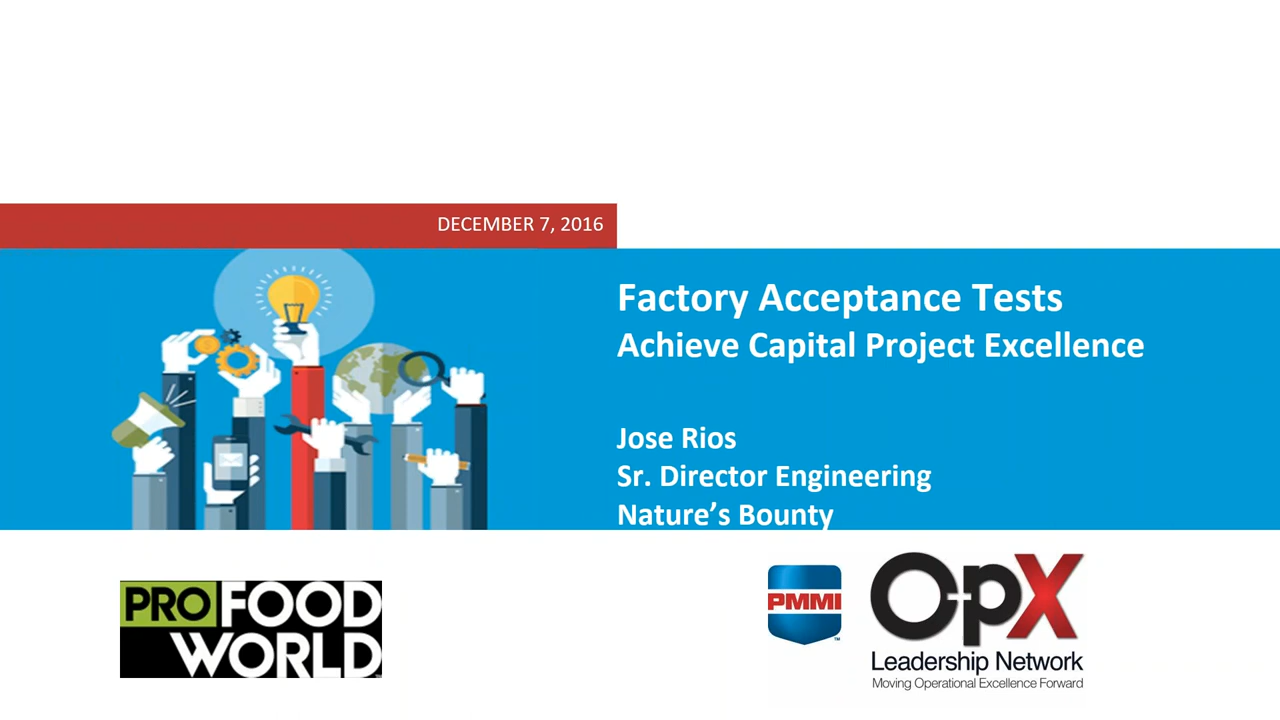 DECEMBER 7, 2016
Factory Acceptance Tests
Achieve Capital Project Excellence
Jose Rios
Sr. Director Engineering
Nature’s Bounty
PRO FOOD
WORLD
PMMI
™
OpX
Leadership Network
Moving Operational Excellence Forward